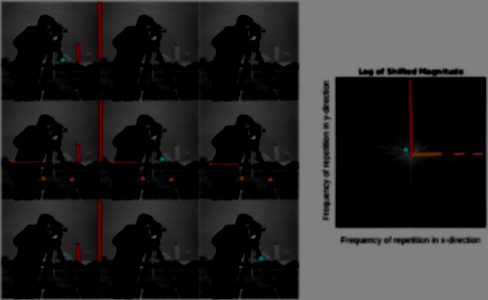 Log of Shifted Magnitude
Frequency of repetition in y-direction
Frequency of repetition in x-direction